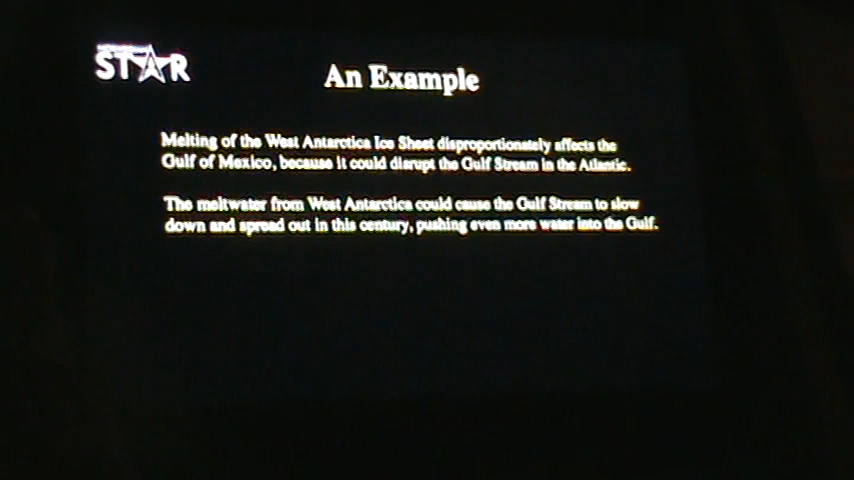 STAR
An Example
Melting of the West Antarctica Ice Sheet disproportionately affects the
Gulf of Mexico, because it could disrupt the Gulf Stream in the Atlantic.
The meltwater from West Antarctica could cause the Gulf Stream to slow
down and spread out in this century, pushing even more water into the Gulf.